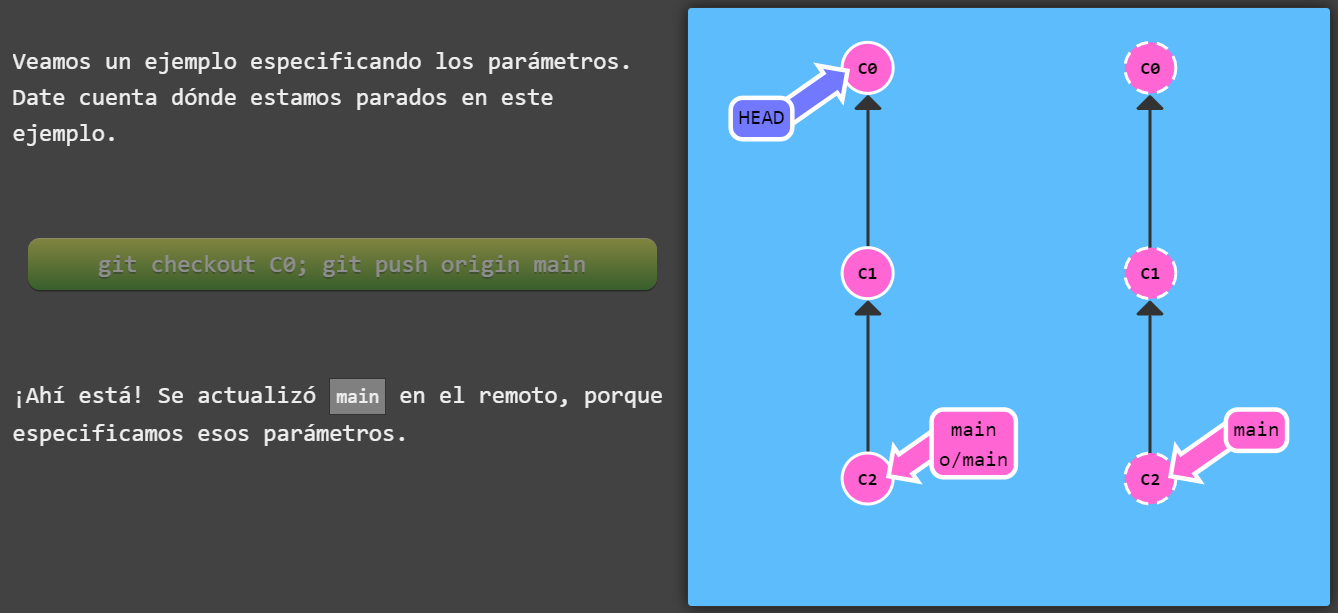 Veamos un ejemplo especificando los parámetros.
Date cuenta dónde estamos parados en este
ejemplo.
git checkout C0; git push origin main
¡Ahí está! Se actualizó main en el remoto, porque
especificamos esos parámetros.
C0
HEAD
C1
main
o/main
C2
C0
C1
main
C2